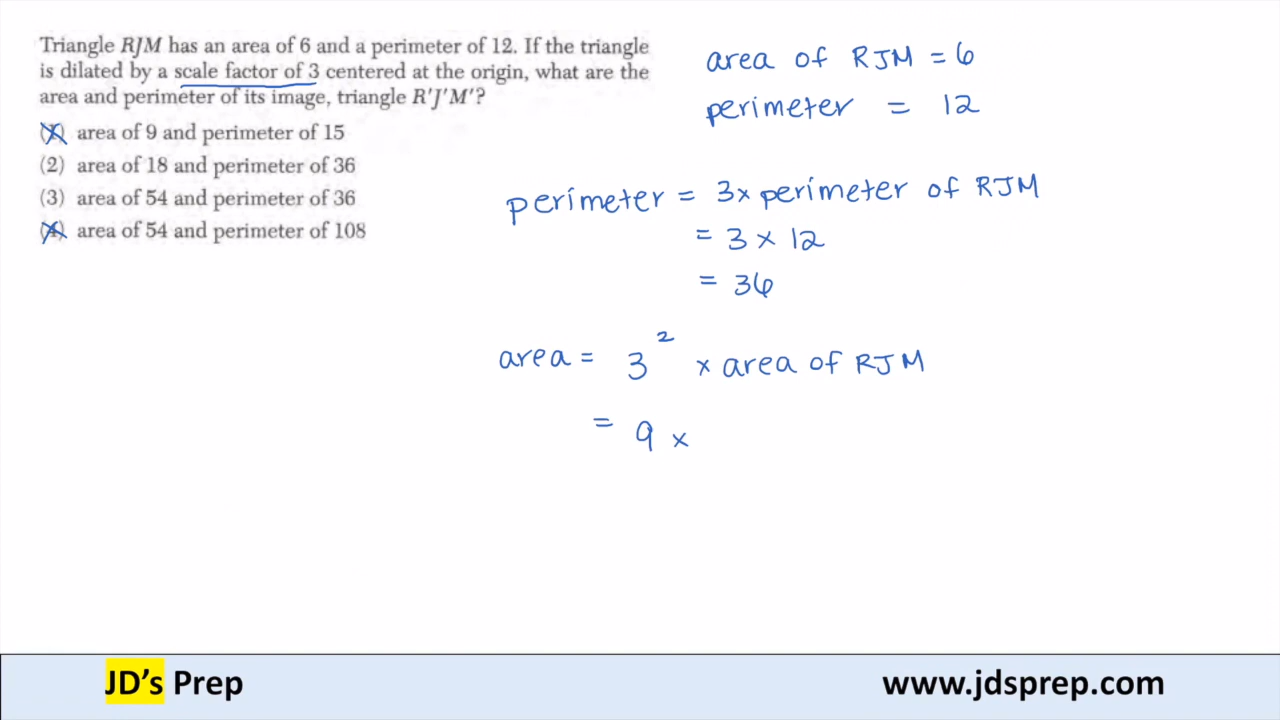 Triangle RJM has an area of 6 and a perimeter of 12. If the triangle
is dilated by a scale factor of 3 centered at the origin, what are the
area and perimeter of its image, triangle R'J'M'?
(1) area of 9 and perimeter of 15
(2) area of 18 and perimeter of 36
(3) area of 54 and perimeter of 36
(4) area of 54 and perimeter of 108
area of RJM = 6
perimeter = 12
perimeter = 3x perimeter of RJM
= 3 x 12
= 36
area = 3² x area of RJM
= 9 x
JD's Prep
www.jdsprep.com